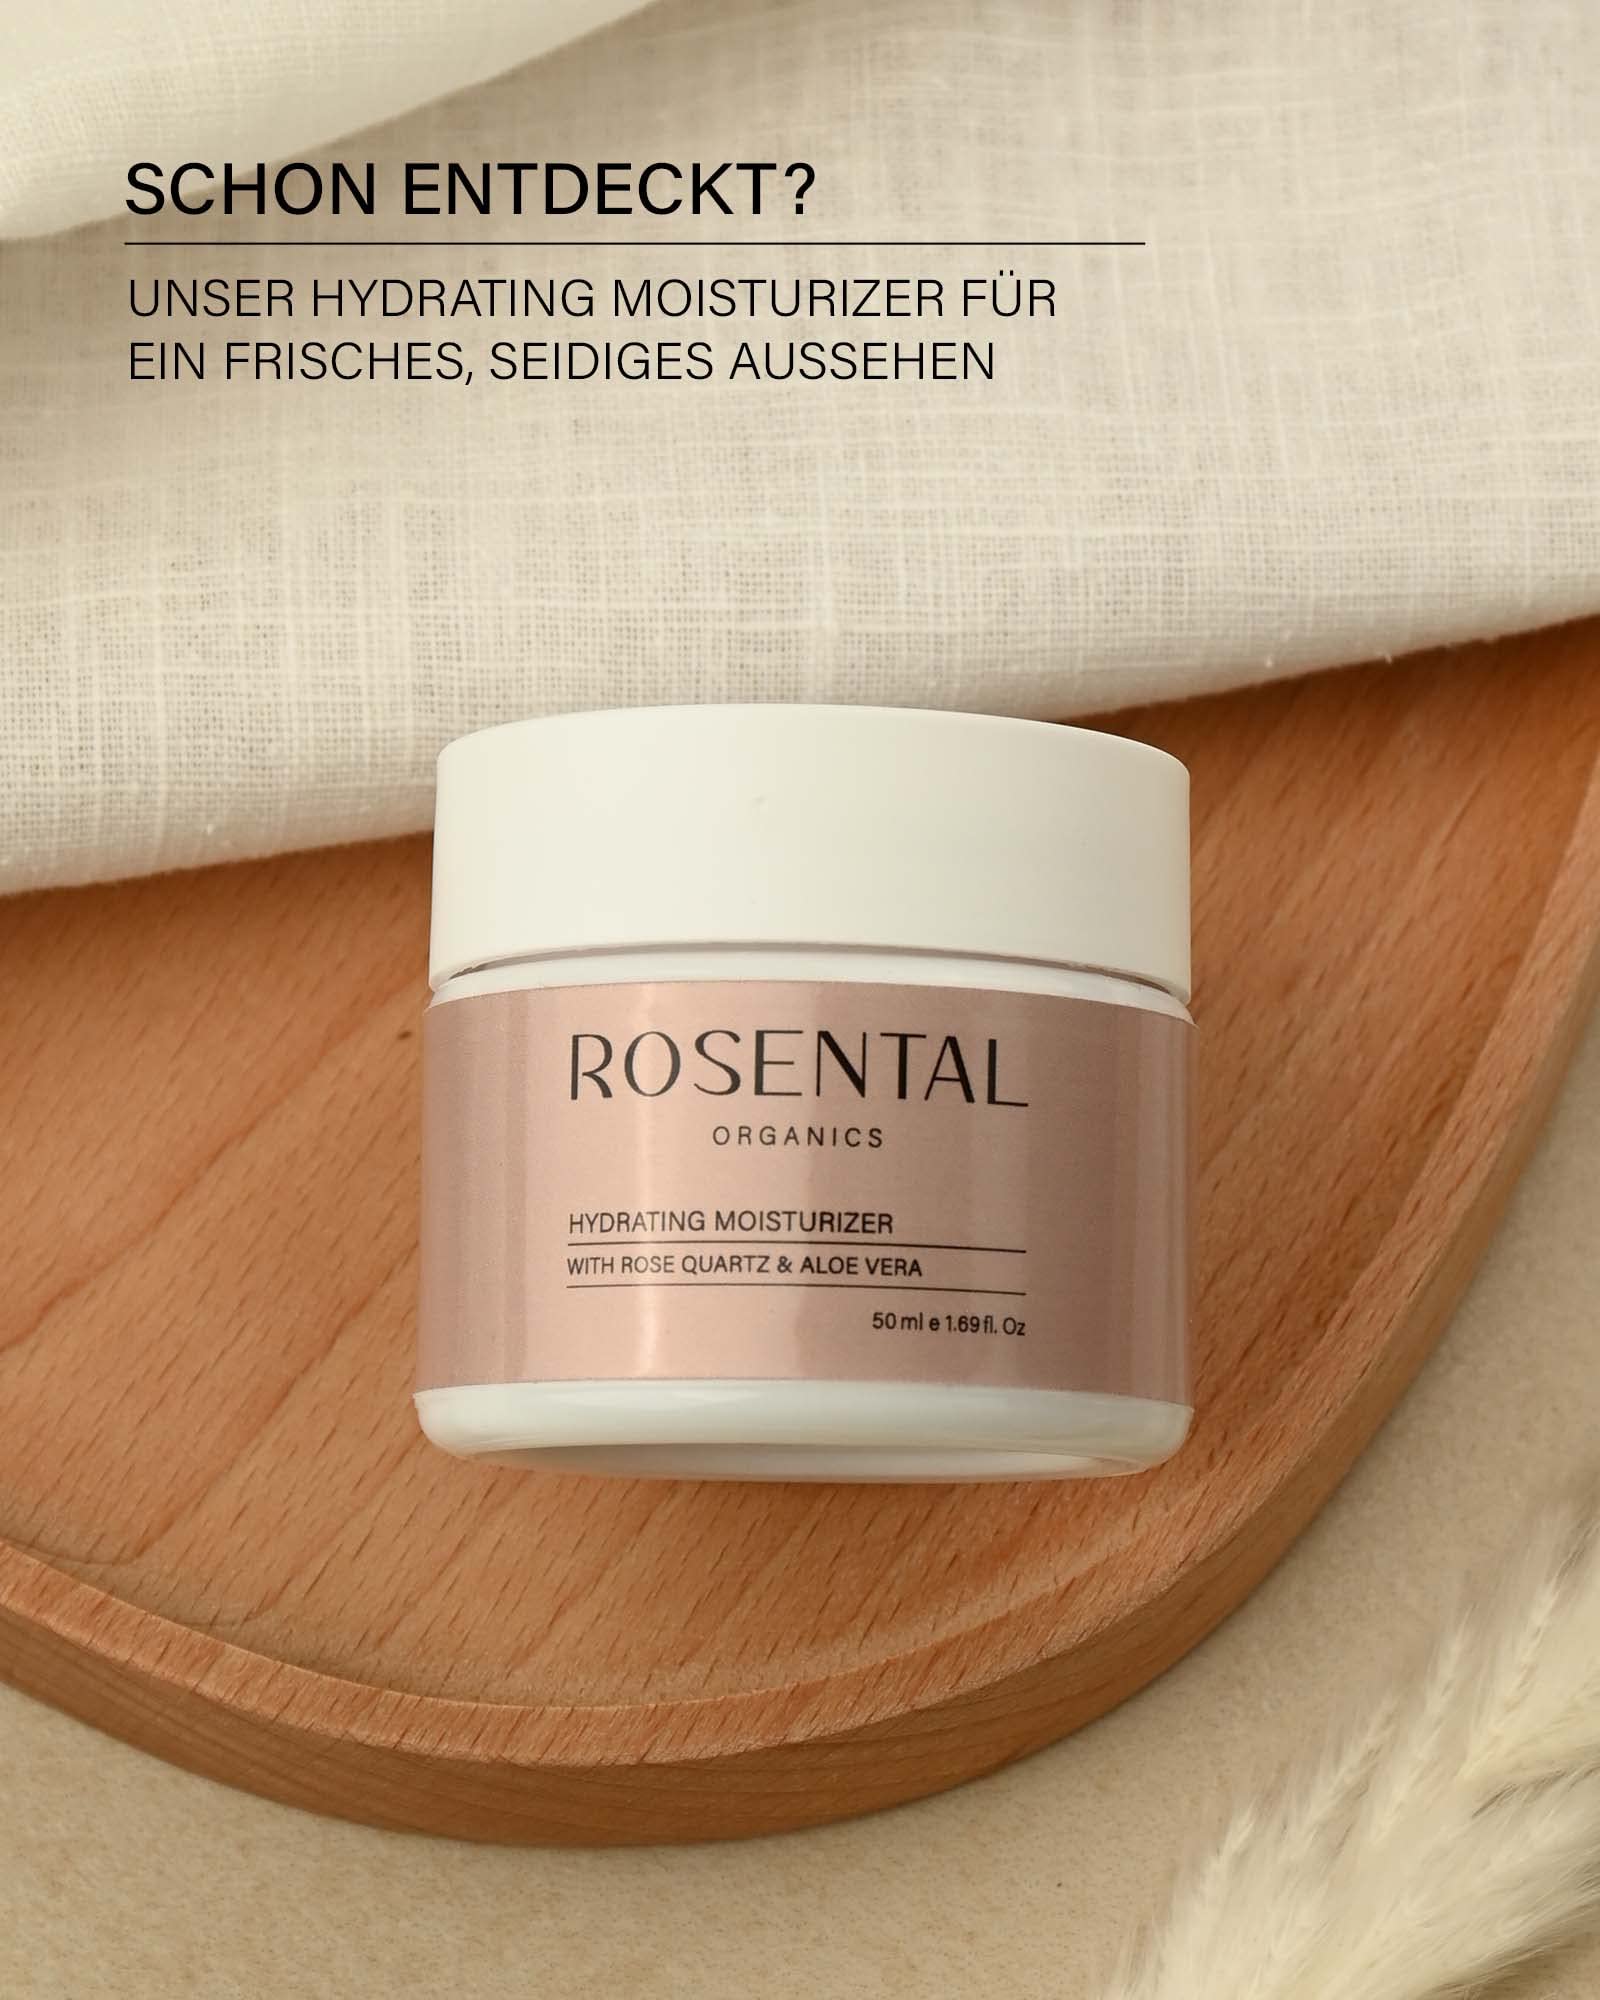 SCHON ENTDECKT?
UNSER HYDRATING MOISTURIZER FÜR
EIN FRISCHES, SEIDIGES AUSSEHEN
ROSENTAL
ORGANICS
HYDRATING MOISTURIZER
WITH ROSE QUARTZ & ALOE VERA
50 ml e 1.69 fl. Oz